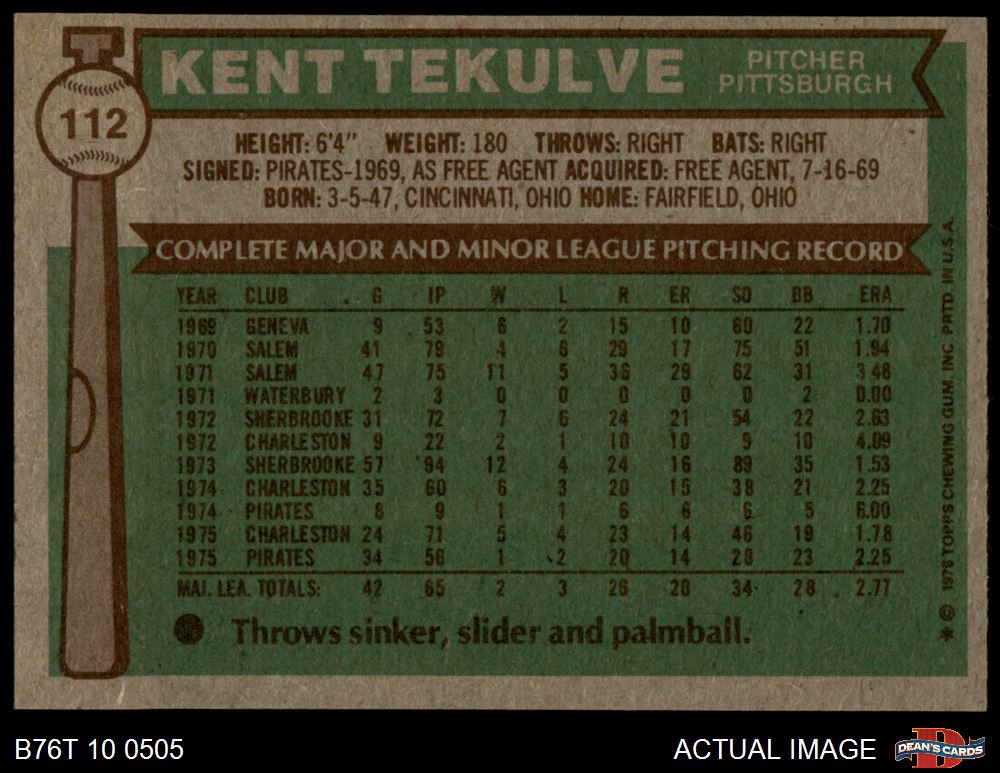 T
112
KENT TEKULVE
PITCHER
PITTSBURGH
HEIGHT: 6'4" WEIGHT: 180 THROWS: RIGHT BATS: RIGHT
SIGNED: PIRATES-1969, AS FREE AGENT ACQUIRED: FREE AGENT, 7-16-69
BORN: 3-5-47, CINCINNATI, OHIO HOME: FAIRFIELD, OHIO
COMPLETE MAJOR AND MINOR LEAGUE PITCHING RECORD
YEAR CLUB G IP W L R ER SO BB ERA
1969 GENEVA 9 53 6 2 15 10 60 22 1.70
1970 SALEM 41 79 4 6 29 17 75 51 1.94
1971 SALEM 47 75 11 5 36 29 62 31 3.48
1971 WATERBURY 2 3 0 0 0 0 0 2 0.00
1972 SHERBROOKE 31 72 7 6 24 21 54 22 2.63
1972 CHARLESTON 9 22 2 1 10 10 9 10 4.09
1973 SHERBROOKE 57 94 12 4 24 16 89 35 1.53
1974 CHARLESTON 35 60 6 3 20 15 38 21 2.25
1974 PIRATES 8 9 1 1 6 6 6 5 6.00
1975 CHARLESTON 24 71 5 4 23 14 46 19 1.78
1975 PIRATES 34 56 1 2 20 14 28 23 2.25
MAJ. LEA. TOTALS: 42 65 2 3 26 20 34 28 2.77
Throws sinker, slider and palmball.
* © 1976 TOPPS CHEWING GUM, INC PRTD. IN U.S.A.
B76T 10 0505
ACTUAL IMAGE
D
DEAN'S CARDS